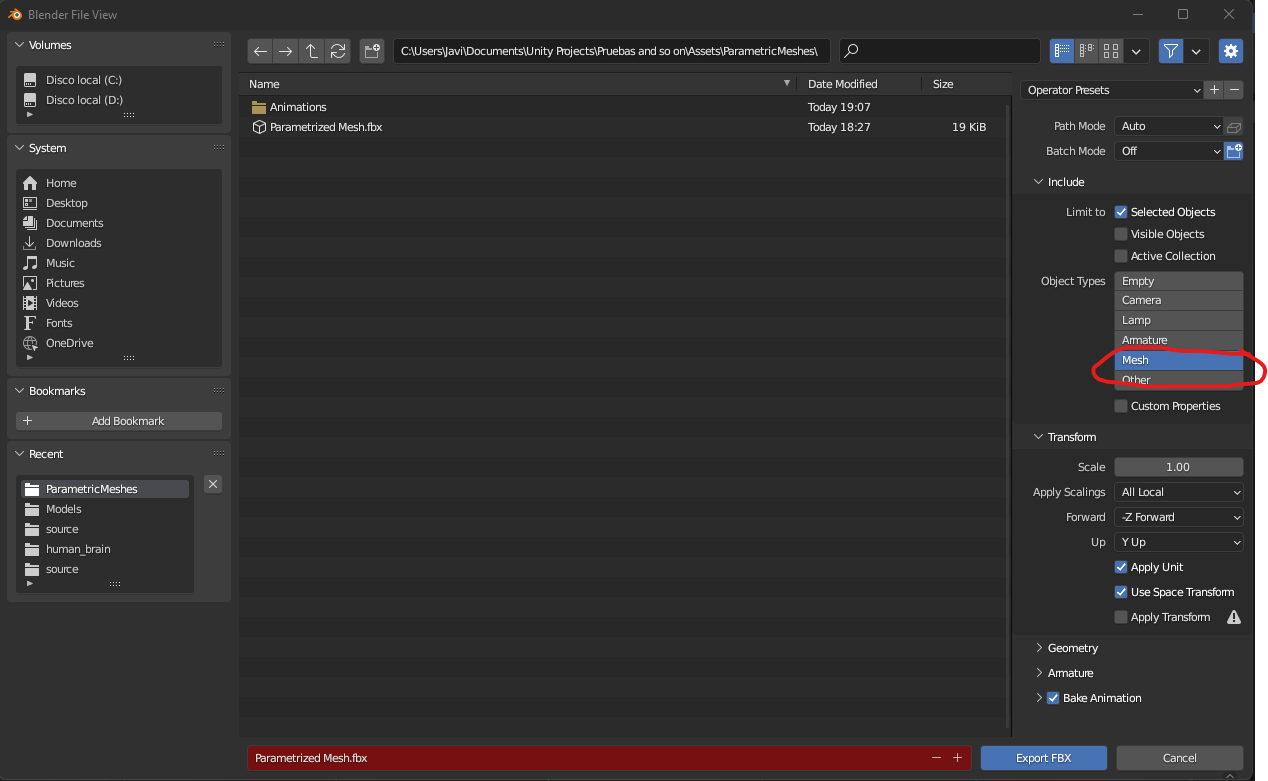 Blender File View
Volumes
Disco local (C:)
Disco local (D:)
System
Home
Desktop
Documents
Downloads
Music
Pictures
Videos
Fonts
OneDrive
Bookmarks
Add Bookmark
Recent
ParametricMeshes
Models
source
human_brain
source
C:\Users\Javi\Documents\Unity Projects\Pruebas and so on\Assets\ParametricMeshes\
Name Date Modified Size
Animations Today 19:07
Parametrized Mesh.fbx Today 18:27 19 KiB
Parametrized Mesh.fbx
Operator Presets
Path Mode Auto
Batch Mode Off
Include
Limit to Selected Objects
Visible Objects
Active Collection
Object Types Empty
Camera
Lamp
Armature
Mesh
Other
Custom Properties
Transform
Scale 1.00
Apply Scalings All Local
Forward -Z Forward
Up Y Up
Apply Unit
Use Space Transform
Apply Transform
Geometry
Armature
Bake Animation
Export FBX Cancel